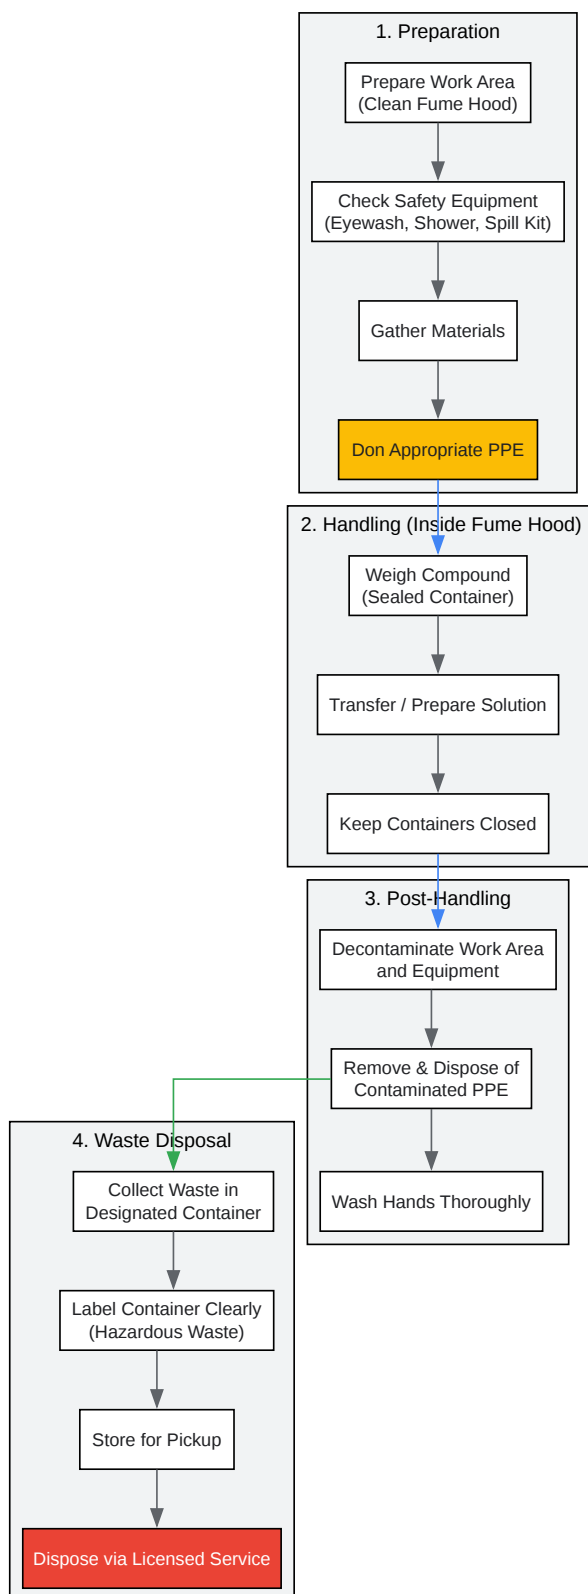 1. Preparation
Prepare Work Area
(Clean Fume Hood)
Check Safety Equipment
(Eyewash, Shower, Spill Kit)
Gather Materials
Don Appropriate PPE
2. Handling (Inside Fume Hood)
Weigh Compound
(Sealed Container)
Transfer / Prepare Solution
Keep Containers Closed
3. Post-Handling
Decontaminate Work Area
and Equipment
Remove & Dispose of
Contaminated PPE
Wash Hands Thoroughly
4. Waste Disposal
Collect Waste in
Designated Container
Label Container Clearly
(Hazardous Waste)
Store for Pickup
Dispose via Licensed Service